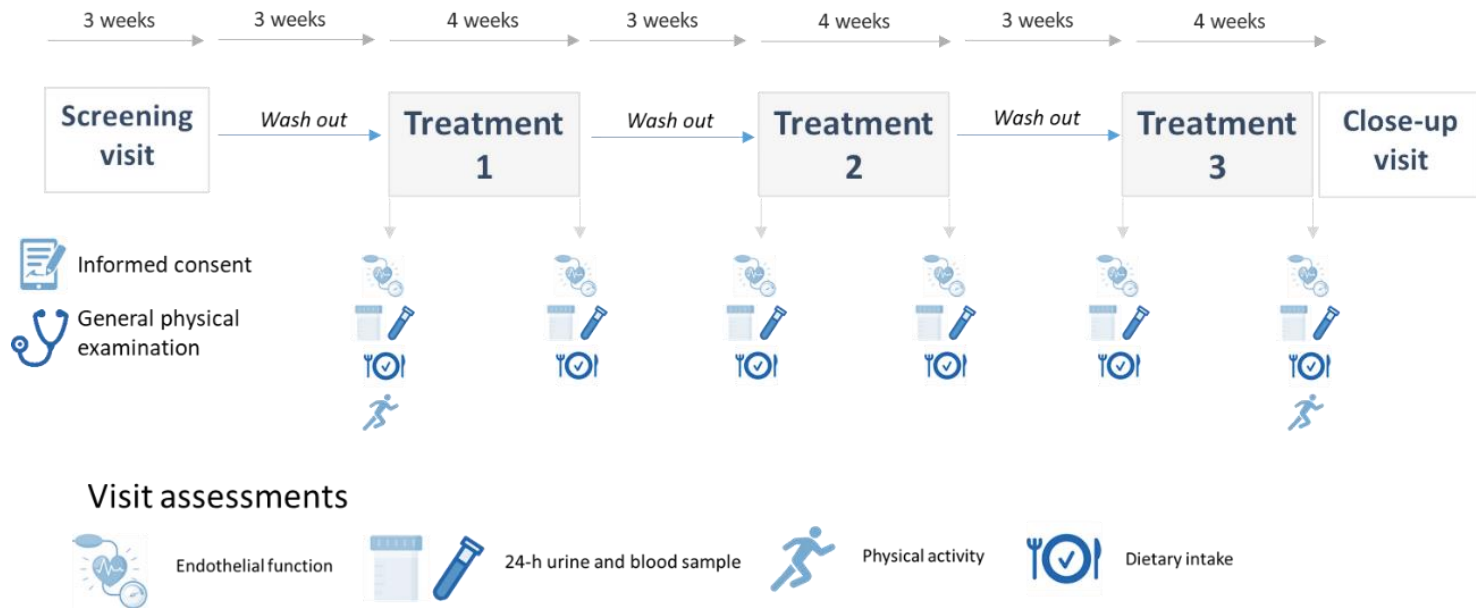 3 weeks
3 weeks
4 weeks
3 weeks
4 weeks
3 weeks
4 weeks
Screening
visit
Wash out
Treatment
1
Wash out
Treatment
2
Wash out
Treatment
3
Close-up
visit
Informed consent
General physical
examination
Visit assessments
Endothelial function
24-h urine and blood sample
Physical activity
Dietary intake